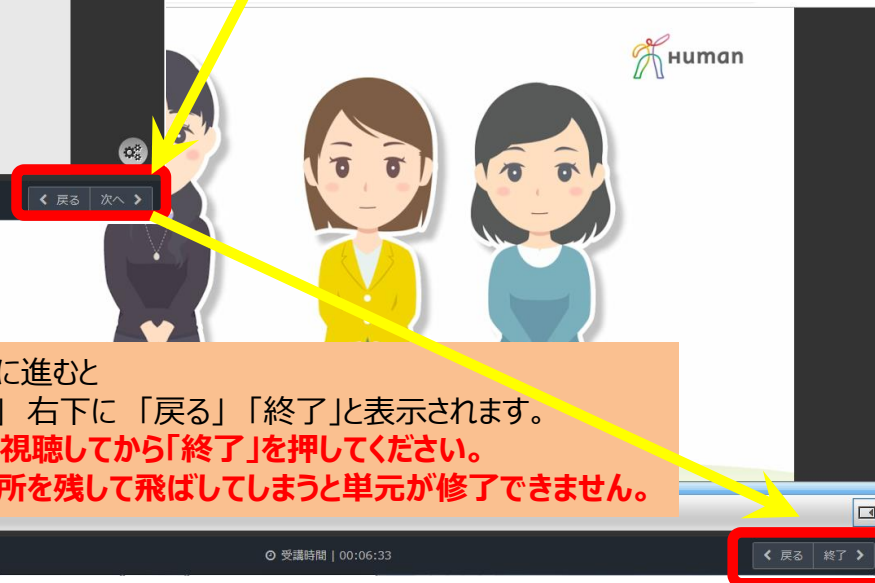 Human
戻る 次へ
に進むと
右下に 「戻る」「終了」と表示されます。
視聴してから「終了」を押してください。
所を残して飛ばしてしまうと単元が修了できません。
受講時間 | 00:06:33
戻る 終了